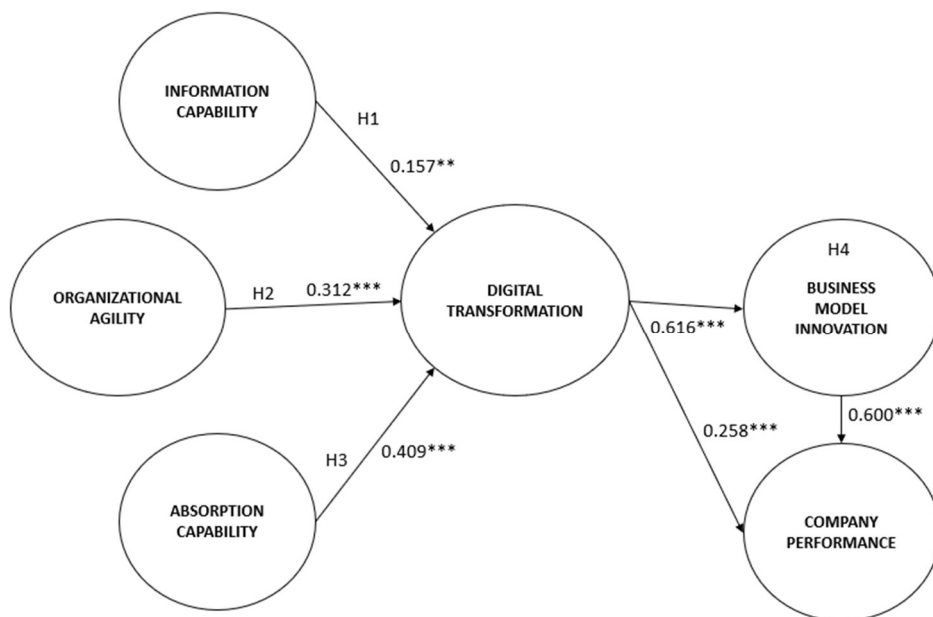 INFORMATION
CAPABILITY
H1
0.157**
ORGANIZATIONAL
AGILITY
H2
0.312***
DIGITAL
TRANSFORMATION
H4
BUSINESS
MODEL
INNOVATION
0.616***
0.258***
0.600***
H3
0.409***
ABSORPTION
CAPABILITY
COMPANY
PERFORMANCE